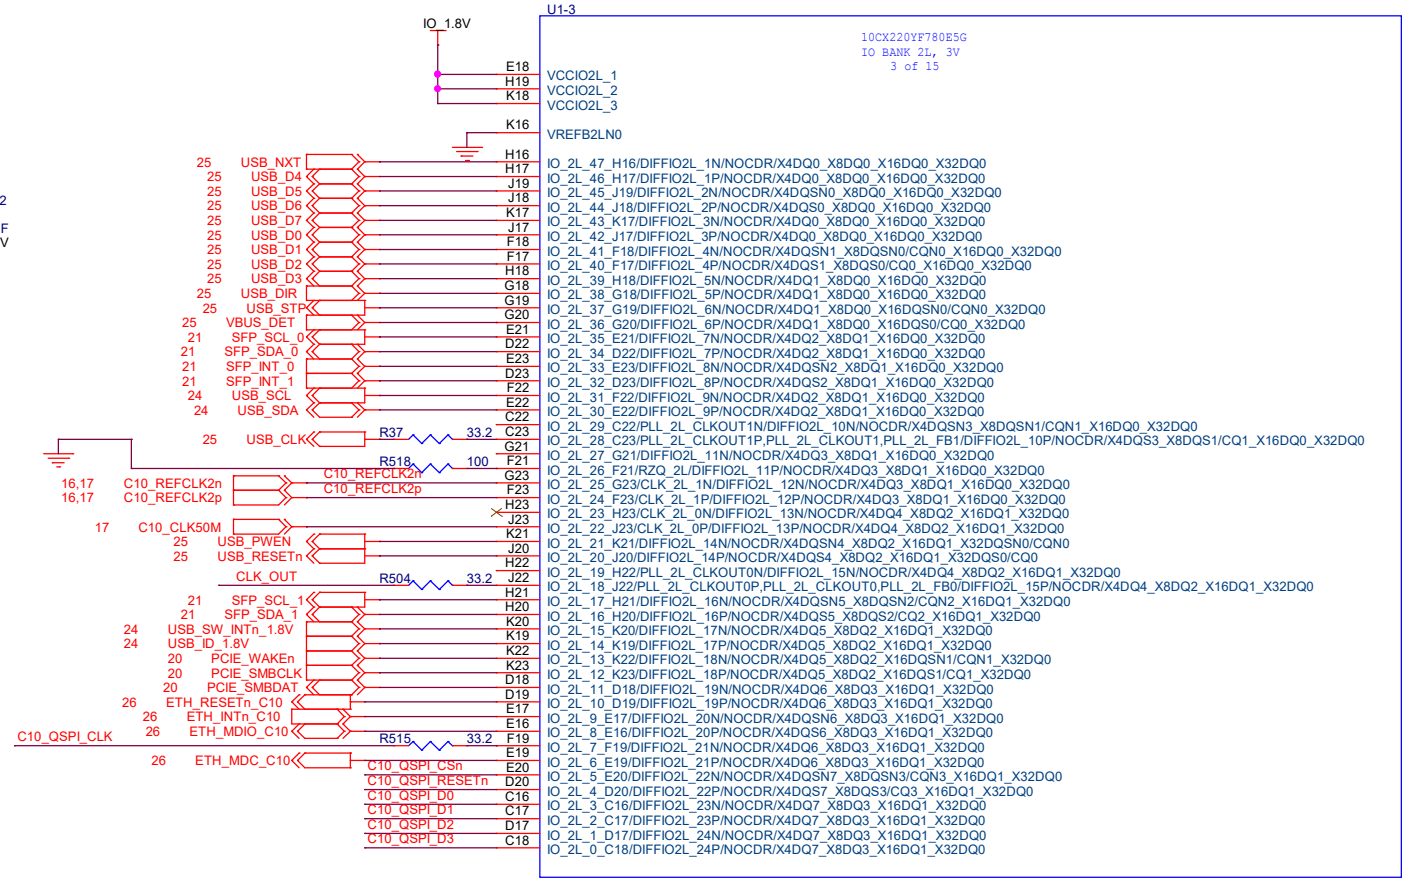 U1-3
10CX220YF780E5G
IO BANK 2L, 3V
3 of 15
IO_1.8V
E18 VCCIO2L_1
H19 VCCIO2L_2
K18 VCCIO2L_3
K16 VREFB2LN0
25 USB_NXT H16 IO_2L_47_H16/DIFFIO2L_1N/NOCDR/X4DQ0_X8DQ0_X16DQ0_X32DQ0
25 USB_D4 H17 IO_2L_46_H17/DIFFIO2L_1P/NOCDR/X4DQ0_X8DQ0_X16DQ0_X32DQ0
25 USB_D5 J19 IO_2L_45_J19/DIFFIO2L_2N/NOCDR/X4DQSN0_X8DQ0_X16DQ0_X32DQ0
2 25 USB_D6 J18 IO_2L_44_J18/DIFFIO2L_2P/NOCDR/X4DQS0_X8DQ0_X16DQ0_X32DQ0
25 USB_D7 K17 IO_2L_43_K17/DIFFIO2L_3N/NOCDR/X4DQ0_X8DQ0_X16DQ0_X32DQ0
F 25 USB_D0 J17 IO_2L_42_J17/DIFFIO2L_3P/NOCDR/X4DQ0_X8DQ0_X16DQ0_X32DQ0
V 25 USB_D1 F18 IO_2L_41_F18/DIFFIO2L_4N/NOCDR/X4DQSN1_X8DQSN0/CQN0_X16DQ0_X32DQ0
25 USB_D2 F17 IO_2L_40_F17/DIFFIO2L_4P/NOCDR/X4DQS1_X8DQS0/CQ0_X16DQ0_X32DQ0
25 USB_D3 H18 IO_2L_39_H18/DIFFIO2L_5N/NOCDR/X4DQ1_X8DQ0_X16DQ0_X32DQ0
25 USB_DIR G18 IO_2L_38_G18/DIFFIO2L_5P/NOCDR/X4DQ1_X8DQ0_X16DQ0_X32DQ0
25 USB_STP G19 IO_2L_37_G19/DIFFIO2L_6N/NOCDR/X4DQ1_X8DQ0_X16DQSN0/CQN0_X32DQ0
25 VBUS_DET G20 IO_2L_36_G20/DIFFIO2L_6P/NOCDR/X4DQ1_X8DQ0_X16DQS0/CQ0_X32DQ0
21 SFP_SCL_0 E21 IO_2L_35_E21/DIFFIO2L_7N/NOCDR/X4DQ2_X8DQ1_X16DQ0_X32DQ0
21 SFP_SDA_0 D22 IO_2L_34_D22/DIFFIO2L_7P/NOCDR/X4DQ2_X8DQ1_X16DQ0_X32DQ0
21 SFP_INT_0 E23 IO_2L_33_E23/DIFFIO2L_8N/NOCDR/X4DQSN2_X8DQ1_X16DQ0_X32DQ0
21 SFP_INT_1 D23 IO_2L_32_D23/DIFFIO2L_8P/NOCDR/X4DQS2_X8DQ1_X16DQ0_X32DQ0
24 USB_SCL F22 IO_2L_31_F22/DIFFIO2L_9N/NOCDR/X4DQ2_X8DQ1_X16DQ0_X32DQ0
24 USB_SDA E22 IO_2L_30_E22/DIFFIO2L_9P/NOCDR/X4DQ2_X8DQ1_X16DQ0_X32DQ0
C22 IO_2L_29_C22/PLL_2L_CLKOUT1N/DIFFIO2L_10N/NOCDR/X4DQSN3_X8DQSN1/CQN1_X16DQ0_X32DQ0
25 USB_CLK R37 33.2 C23 IO_2L_28_C23/PLL_2L_CLKOUT1P,PLL_2L_CLKOUT1,PLL_2L_FB1/DIFFIO2L_10P/NOCDR/X4DQS3_X8DQS1/CQ1_X16DQ0_X32DQ0
G21 IO_2L_27_G21/DIFFIO2L_11N/NOCDR/X4DQ3_X8DQ1_X16DQ0_X32DQ0
R518 100 F21 IO_2L_26_F21/RZQ_2L/DIFFIO2L_11P/NOCDR/X4DQ3_X8DQ1_X16DQ0_X32DQ0
16,17 C10_REFCLK2n C10_REFCLK2n G23 IO_2L_25_G23/CLK_2L_1N/DIFFIO2L_12N/NOCDR/X4DQ3_X8DQ1_X16DQ0_X32DQ0
16,17 C10_REFCLK2p C10_REFCLK2p F23 IO_2L_24_F23/CLK_2L_1P/DIFFIO2L_12P/NOCDR/X4DQ3_X8DQ1_X16DQ0_X32DQ0
H23 IO_2L_23_H23/CLK_2L_0N/DIFFIO2L_13N/NOCDR/X4DQ4_X8DQ2_X16DQ1_X32DQ0
17 C10_CLK50M J23 IO_2L_22_J23/CLK_2L_0P/DIFFIO2L_13P/NOCDR/X4DQ4_X8DQ2_X16DQ1_X32DQ0
25 USB_PWEN K21 IO_2L_21_K21/DIFFIO2L_14N/NOCDR/X4DQSN4_X8DQ2_X16DQ1_X32DQSN0/CQN0
25 USB_RESETn J20 IO_2L_20_J20/DIFFIO2L_14P/NOCDR/X4DQS4_X8DQ2_X16DQ1_X32DQS0/CQ0
H22 IO_2L_19_H22/PLL_2L_CLKOUT0N/DIFFIO2L_15N/NOCDR/X4DQ4_X8DQ2_X16DQ1_X32DQ0
CLK_OUT R504 33.2 J22 IO_2L_18_J22/PLL_2L_CLKOUT0P,PLL_2L_CLKOUT0,PLL_2L_FB0/DIFFIO2L_15P/NOCDR/X4DQ4_X8DQ2_X16DQ1_X32DQ0
21 SFP_SCL_1 H21 IO_2L_17_H21/DIFFIO2L_16N/NOCDR/X4DQSN5_X8DQSN2/CQN2_X16DQ1_X32DQ0
21 SFP_SDA_1 H20 IO_2L_16_H20/DIFFIO2L_16P/NOCDR/X4DQS5_X8DQS2/CQ2_X16DQ1_X32DQ0
24 USB_SW_INTn_1.8V K20 IO_2L_15_K20/DIFFIO2L_17N/NOCDR/X4DQ5_X8DQ2_X16DQ1_X32DQ0
24 USB_ID_1.8V K19 IO_2L_14_K19/DIFFIO2L_17P/NOCDR/X4DQ5_X8DQ2_X16DQ1_X32DQ0
20 PCIE_WAKEn K22 IO_2L_13_K22/DIFFIO2L_18N/NOCDR/X4DQ5_X8DQ2_X16DQSN1/CQN1_X32DQ0
20 PCIE_SMBCLK K23 IO_2L_12_K23/DIFFIO2L_18P/NOCDR/X4DQ5_X8DQ2_X16DQS1/CQ1_X32DQ0
20 PCIE_SMBDAT D18 IO_2L_11_D18/DIFFIO2L_19N/NOCDR/X4DQ6_X8DQ3_X16DQ1_X32DQ0
26 ETH_RESETn_C10 D19 IO_2L_10_D19/DIFFIO2L_19P/NOCDR/X4DQ6_X8DQ3_X16DQ1_X32DQ0
26 ETH_INTn_C10 E17 IO_2L_9_E17/DIFFIO2L_20N/NOCDR/X4DQSN6_X8DQ3_X16DQ1_X32DQ0
26 ETH_MDIO_C10 E16 IO_2L_8_E16/DIFFIO2L_20P/NOCDR/X4DQS6_X8DQ3_X16DQ1_X32DQ0
C10_QSPI_CLK R515 33.2 F19 IO_2L_7_F19/DIFFIO2L_21N/NOCDR/X4DQ6_X8DQ3_X16DQ1_X32DQ0
26 ETH_MDC_C10 E19 IO_2L_6_E19/DIFFIO2L_21P/NOCDR/X4DQ6_X8DQ3_X16DQ1_X32DQ0
C10_QSPI_CSn E20 IO_2L_5_E20/DIFFIO2L_22N/NOCDR/X4DQSN7_X8DQSN3/CQN3_X16DQ1_X32DQ0
C10_QSPI_RESETn D20 IO_2L_4_D20/DIFFIO2L_22P/NOCDR/X4DQS7_X8DQS3/CQ3_X16DQ1_X32DQ0
C10_QSPI_D0 C16 IO_2L_3_C16/DIFFIO2L_23N/NOCDR/X4DQ7_X8DQ3_X16DQ1_X32DQ0
C10_QSPI_D1 C17 IO_2L_2_C17/DIFFIO2L_23P/NOCDR/X4DQ7_X8DQ3_X16DQ1_X32DQ0
C10_QSPI_D2 D17 IO_2L_1_D17/DIFFIO2L_24N/NOCDR/X4DQ7_X8DQ3_X16DQ1_X32DQ0
C10_QSPI_D3 C18 IO_2L_0_C18/DIFFIO2L_24P/NOCDR/X4DQ7_X8DQ3_X16DQ1_X32DQ0